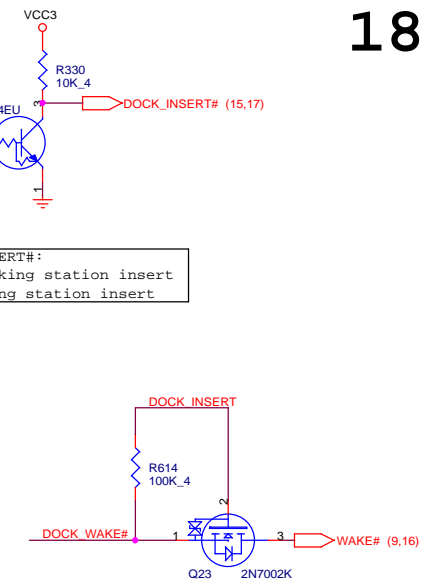 VCC3
18
R330
10K_4
3
DOCK_INSERT# (15,17)
4EU
1
ERT#:
king station insert
ng station insert
DOCK_INSERT
R614
100K_4
2
DOCK_WAKE#
1
3
WAKE# (9,16)
Q23
2N7002K